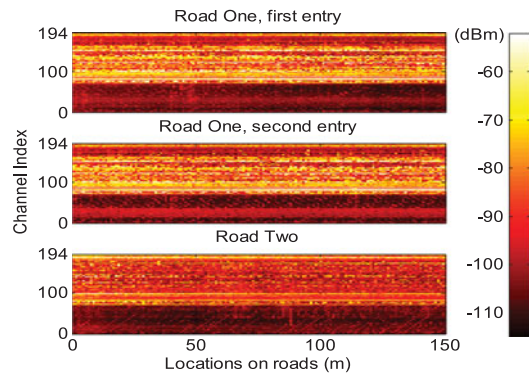 Road One, first entry
(dBm)
194
100
0
-60
-70
-80
-90
-100
-110
Road One, second entry
194
100
0
Channel Index
Road Two
194
100
0
0 50 100 150
Locations on roads (m)